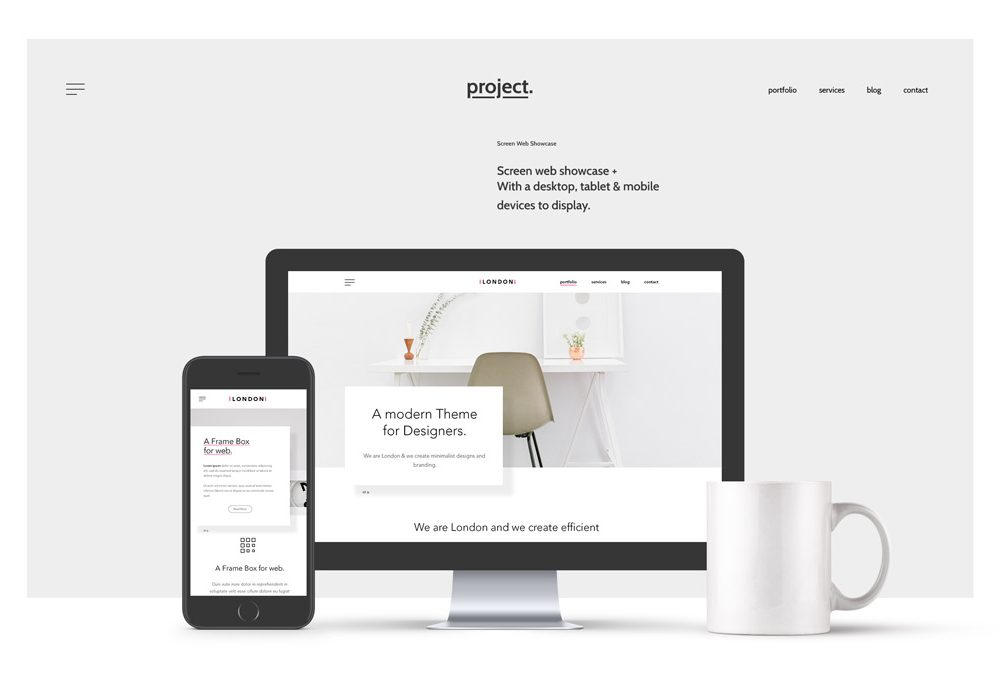 project.
portfolio services blog contact
Screen Web Showcase
Screen web showcase +
With a desktop, tablet & mobile
devices to display.
LONDON
portfolio services blog contact
A modern Theme
for Designers.
We are London & we create minimalist designs and
branding.
We are London and we create efficient
LONDON
A Frame Box
for web.
Read More
A Frame Box for web.
Duis aute irure dolor in reprehenderit in
voluptate velit esse cillum dolore eu fugiat